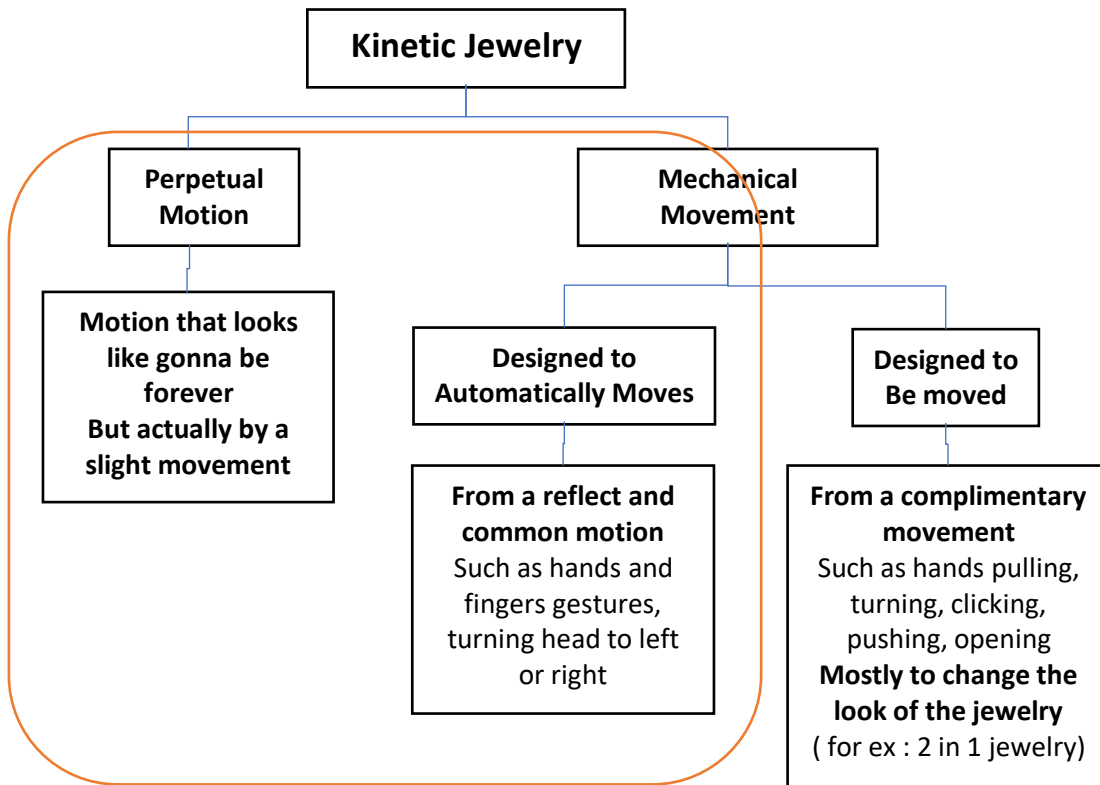 Kinetic Jewelry
Perpetual
Motion
Mechanical
Movement
Motion that looks
like gonna be
forever
But actually by a
slight movement
Designed to
Automatically Moves
Designed to
Be moved
From a reflect and
common motion
Such as hands and
fingers gestures,
turning head to left
or right
From a complimentary
movement
Such as hands pulling,
turning, clicking,
pushing, opening
Mostly to change the
look of the jewelry
( for ex : 2 in 1 jewelry)